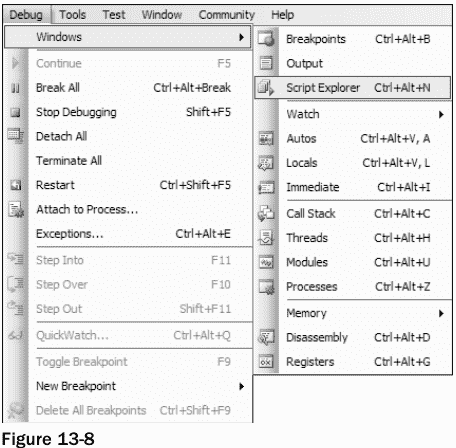 Debug Tools Test Window Community Help
Windows
Continue F5
Break All Ctrl+Alt+Break
Stop Debugging Shift+F5
Detach All
Terminate All
Restart Ctrl+Shift+F5
Attach to Process...
Exceptions... Ctrl+Alt+E
Step Into F11
Step Over F10
Step Out Shift+F11
QuickWatch... Ctrl+Alt+Q
Toggle Breakpoint F9
New Breakpoint
Delete All Breakpoints Ctrl+Shift+F9
Breakpoints Ctrl+Alt+B
Output
Script Explorer Ctrl+Alt+N
Watch
Autos Ctrl+Alt+V, A
Locals Ctrl+Alt+V, L
Immediate Ctrl+Alt+I
Call Stack Ctrl+Alt+C
Threads Ctrl+Alt+H
Modules Ctrl+Alt+U
Processes Ctrl+Alt+Z
Memory
Disassembly Ctrl+Alt+D
Registers Ctrl+Alt+G
Figure 13-8